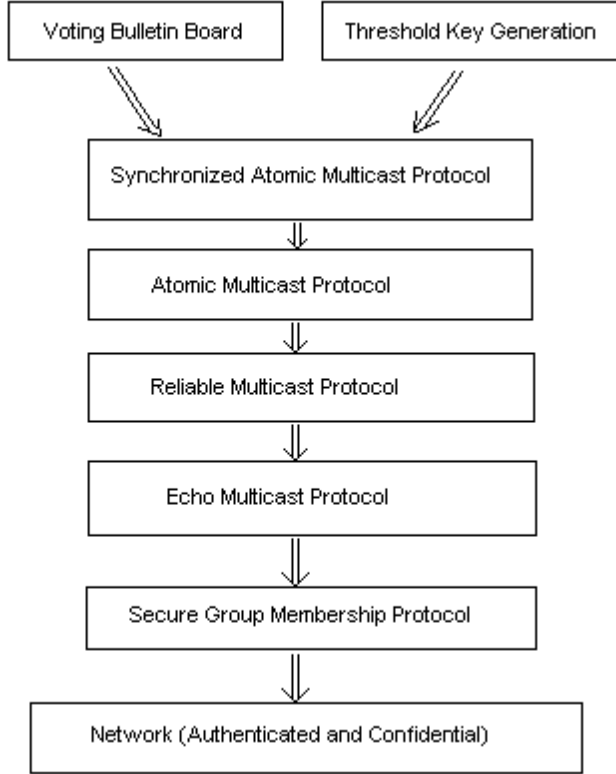 Voting Bulletin Board
Threshold Key Generation
Synchronized Atomic Multicast Protocol
Atomic Multicast Protocol
Reliable Multicast Protocol
Echo Multicast Protocol
Secure Group Membership Protocol
Network (Authenticated and Confidential)